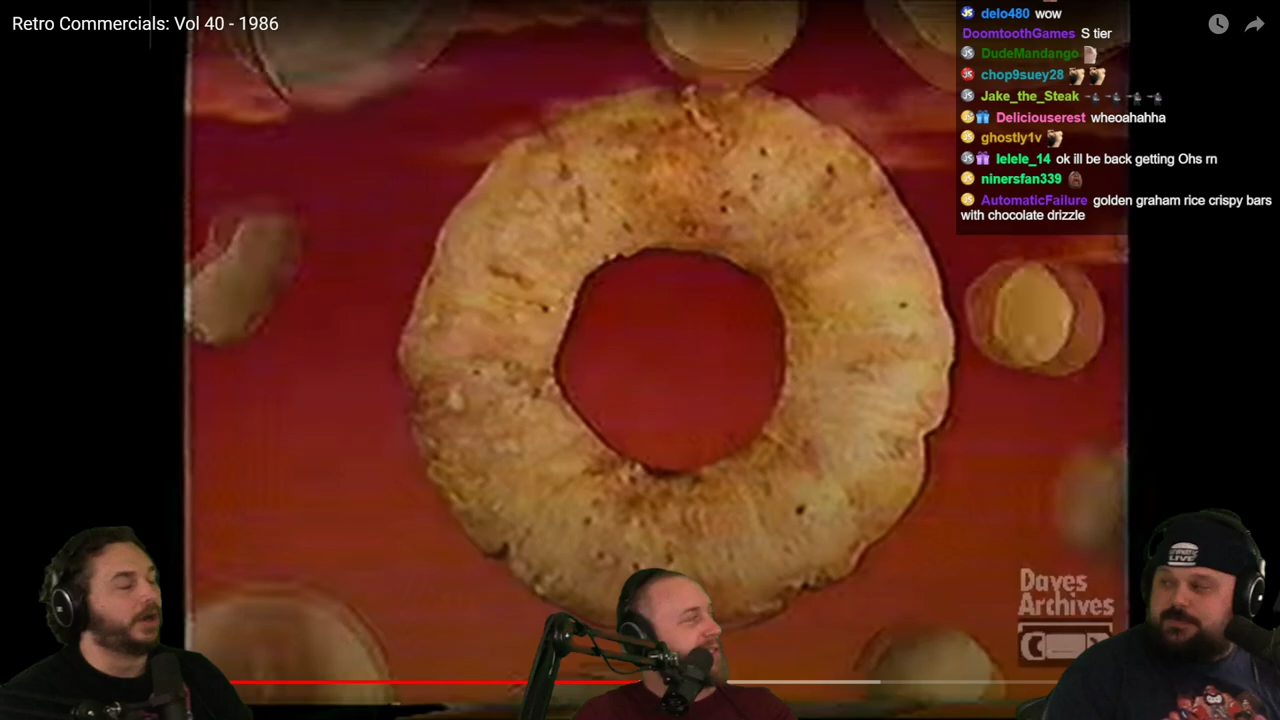 Retro Commercials: Vol 40 - 1986
delo480 wow
DoomtoothGames S tier
DudeMandango
chop9suey28
Jake_the_Steak
Deliciouserest wheoahahha
ghostly1v
lelele_14 ok ill be back getting Ohs rn
ninersfan339
AutomaticFailure golden graham rice crispy bars
with chocolate drizzle
LIVE
Daves
Archives